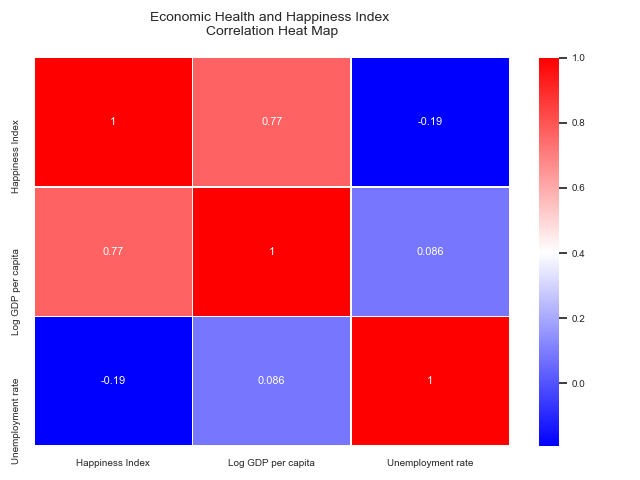 Economic Health and Happiness Index
Correlation Heat Map
Happiness Index
1
0.77
-0.19
Log GDP per capita
0.77
1
0.086
Unemployment rate
-0.19
0.086
1
Happiness Index
Log GDP per capita
Unemployment rate
1.0
0.8
0.6
0.4
0.2
0.0